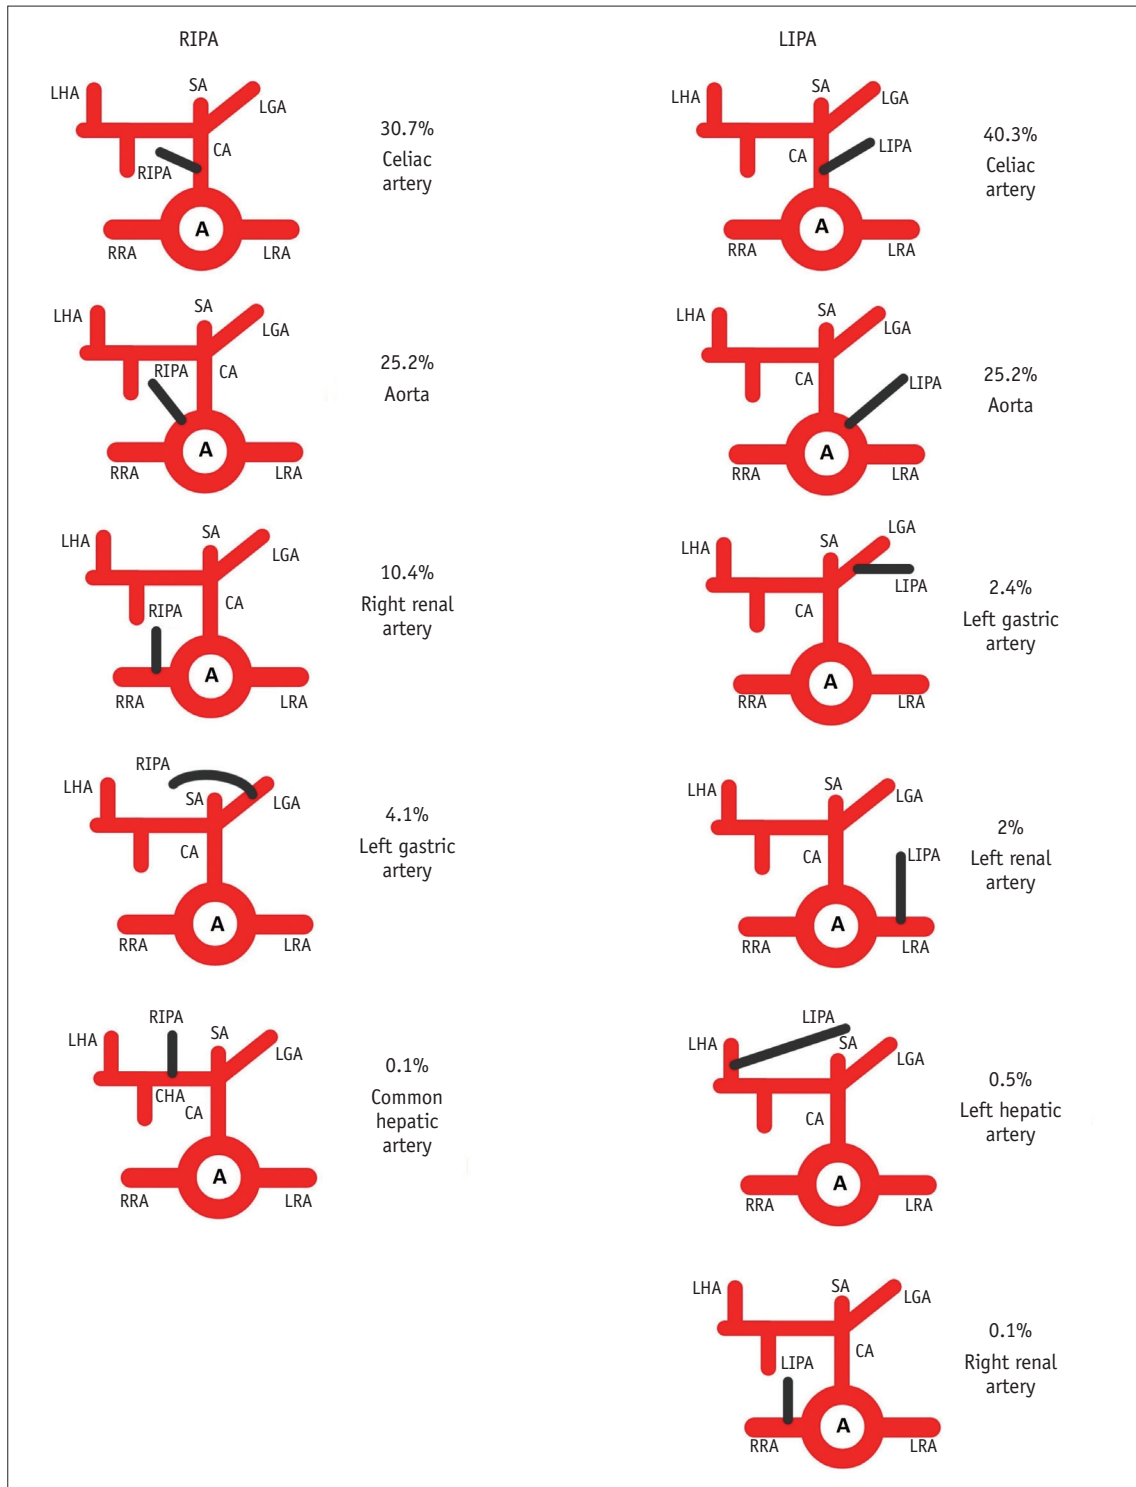 RIPA
LHA
SA
LGA
CA
RIPA
A
RRA
LRA
30.7%
Celiac
artery
LHA
SA
LGA
RIPA
CA
A
RRA
LRA
25.2%
Aorta
LHA
SA
LGA
RIPA
CA
A
RRA
LRA
10.4%
Right renal
artery
RIPA
LHA
SA
LGA
CA
A
RRA
LRA
4.1%
Left gastric
artery
RIPA
LHA
SA
LGA
CHA
CA
A
RRA
LRA
0.1%
Common
hepatic
artery
LIPA
LHA
SA
LGA
CA
LIPA
A
RRA
LRA
40.3%
Celiac
artery
LHA
SA
LGA
CA
LIPA
A
RRA
LRA
25.2%
Aorta
LHA
SA
LGA
LIPA
CA
A
RRA
LRA
2.4%
Left gastric
artery
LHA
SA
LGA
CA
LIPA
A
RRA
LRA
2%
Left renal
artery
LIPA
LHA
SA
LGA
CA
A
RRA
LRA
0.5%
Left hepatic
artery
LHA
SA
LGA
CA
LIPA
A
RRA
LRA
0.1%
Right renal
artery